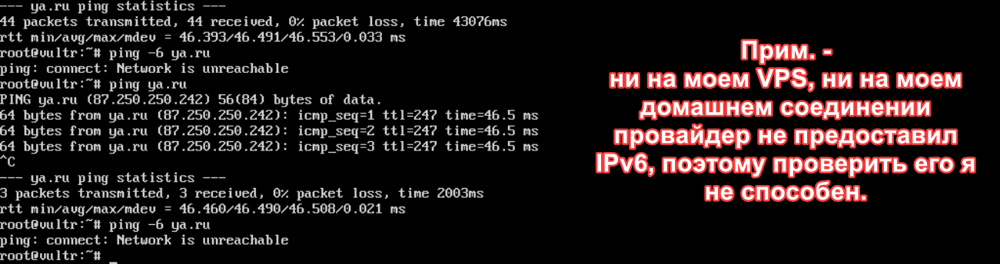 --- ya.ru ping statistics ---
44 packets transmitted, 44 received, 0% packet loss, time 43076ms
rtt min/avg/max/mdev = 46.393/46.491/46.553/0.033 ms
root@vultr:~# ping -6 ya.ru
ping: connect: Network is unreachable
root@vultr:~# ping ya.ru
PING ya.ru (87.250.250.242) 56(84) bytes of data.
64 bytes from ya.ru (87.250.250.242): icmp_seq=1 ttl=247 time=46.5 ms
64 bytes from ya.ru (87.250.250.242): icmp_seq=2 ttl=247 time=46.5 ms
64 bytes from ya.ru (87.250.250.242): icmp_seq=3 ttl=247 time=46.5 ms
^C
--- ya.ru ping statistics ---
3 packets transmitted, 3 received, 0% packet loss, time 2003ms
rtt min/avg/max/mdev = 46.460/46.490/46.508/0.021 ms
root@vultr:~# ping -6 ya.ru
ping: connect: Network is unreachable
root@vultr:~#
Прим. -
ни на моем VPS, ни на моем
домашнем соединении
провайдер не предоставил
IPv6, поэтому проверить его я
не способен.